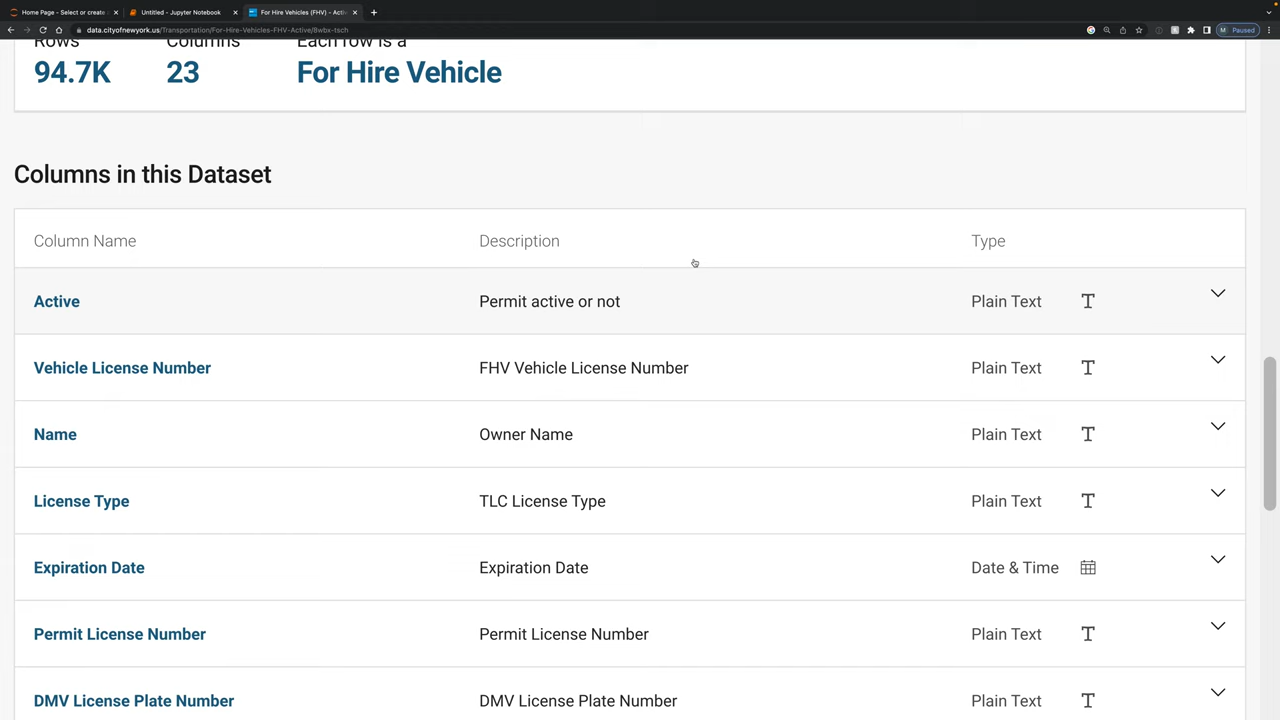 Home Page - Select or create
Untitled - Jupyter Notebook
For Hire Vehicles (FHV) - Activ
data.cityofnewyork.us/Transportation/For-Hire-Vehicles-FHV-Active/8wbx-tsch
M Paused
Rows Columns Each row is a
94.7K 23 For Hire Vehicle
Columns in this Dataset
Column Name Description Type
Active Permit active or not Plain Text
Vehicle License Number FHV Vehicle License Number Plain Text
Name Owner Name Plain Text
License Type TLC License Type Plain Text
Expiration Date Expiration Date Date & Time
Permit License Number Permit License Number Plain Text
DMV License Plate Number DMV License Plate Number Plain Text